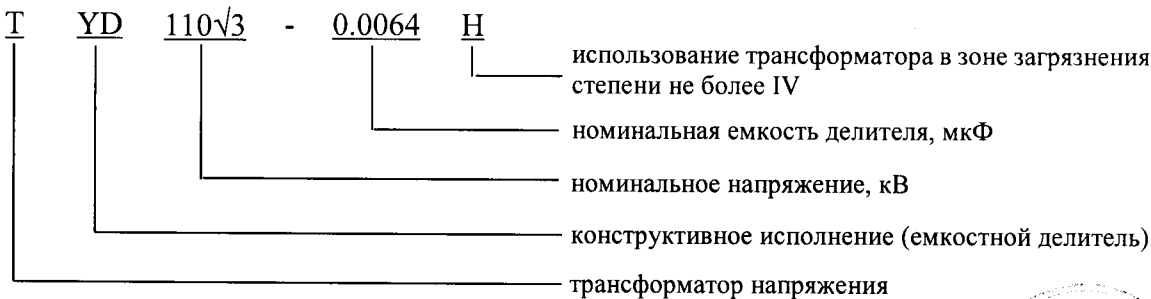 T YD 110√3 - 0.0064 H
использование трансформатора в зоне загрязнения
степени не более IV
номинальная емкость делителя, мкФ
номинальное напряжение, кВ
конструктивное исполнение (емкостной делитель)
трансформатор напряжения